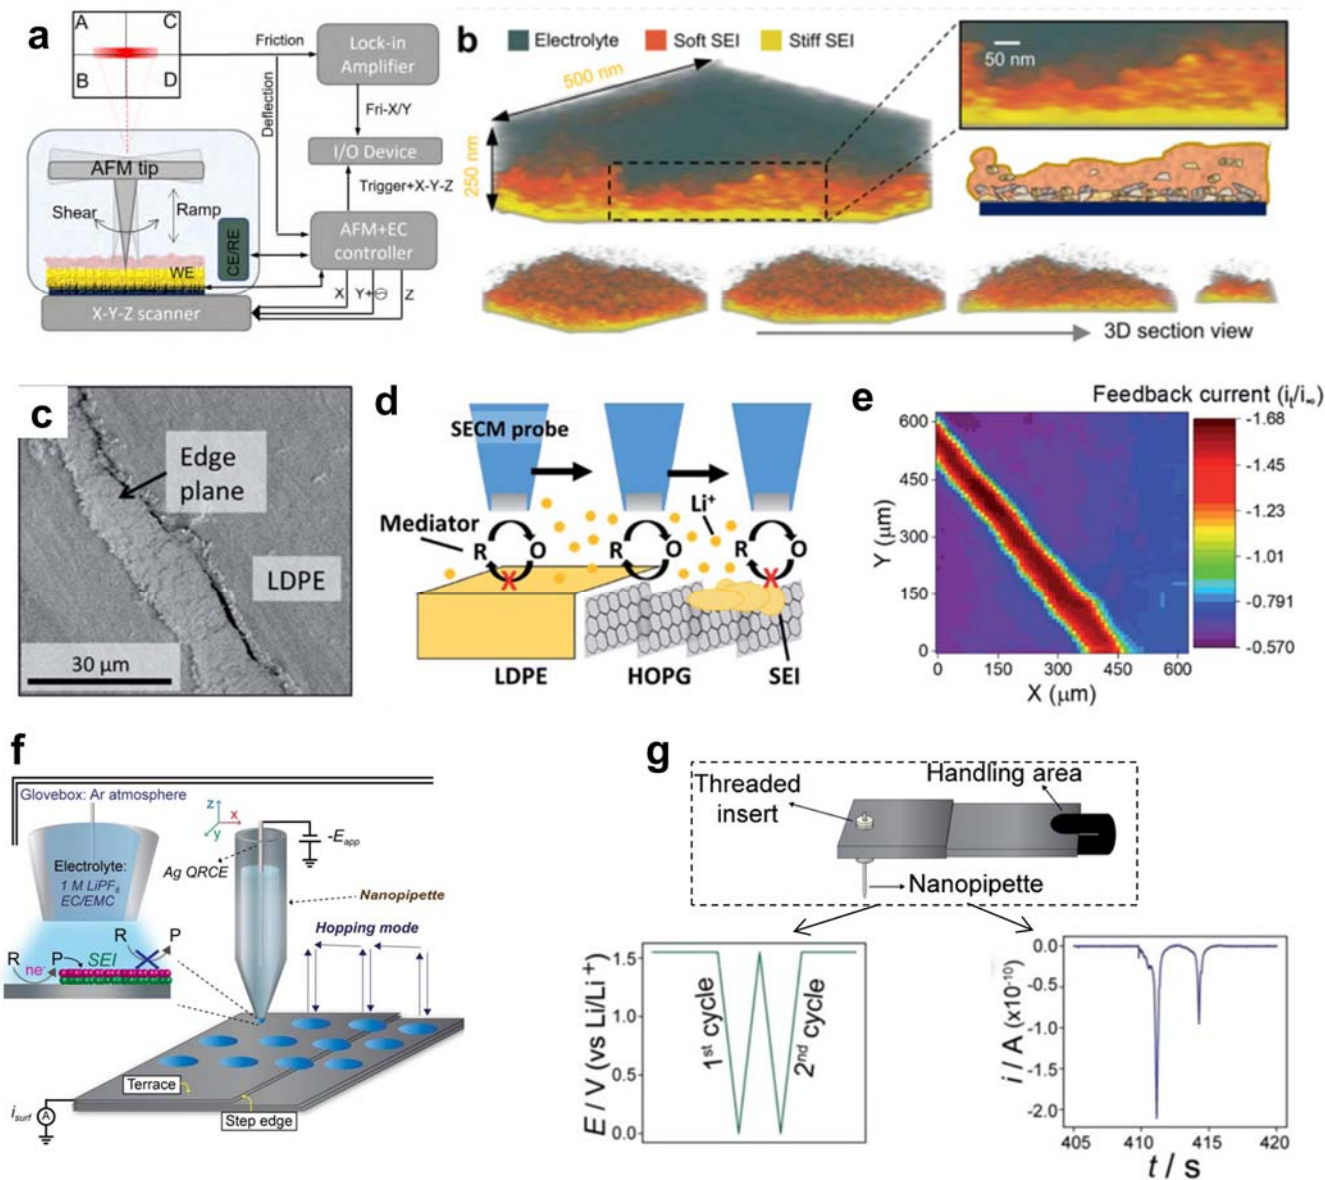 a
A
C
B
D
Friction
Lock-in
Amplifier
Deflection
Fri-X/Y
I/O Device
Trigger+X-Y-Z
AFM tip
Shear
Ramp
CE/RE
WE
AFM+EC
controller
X
Y+⊖
Z
X-Y-Z scanner
b
Electrolyte
Soft SEI
Stiff SEI
500 nm
250 nm
50 nm
3D section view
c
Edge
plane
LDPE
30 µm
d
SECM probe
Li⁺
Mediator
R
O
X
R
O
R
O
X
LDPE
HOPG
SEI
e
Feedback current (iₜ/i∞)
600
450
300
150
0
Y (µm)
0
150
300
450
600
X (µm)
-1.68
-1.45
-1.23
-1.01
-0.791
-0.570
f
Glovebox: Ar atmosphere
Electrolyte:
1 M LiPF₆
EC/EMC
R
P
R
ne⁻
P
SEI
z
x
y
Ag QRCE
-E_app
Nanopipette
Hopping mode
Terrace
Step edge
i_surf
A
g
Threaded
insert
Handling area
Nanopipette
E / V (vs Li/Li⁺)
1.5
1.0
0.5
0.0
1st cycle
2nd cycle
i / A (x10⁻¹⁰)
0.0
-0.5
-1.0
-1.5
-2.0
405
410
415
420
t / s